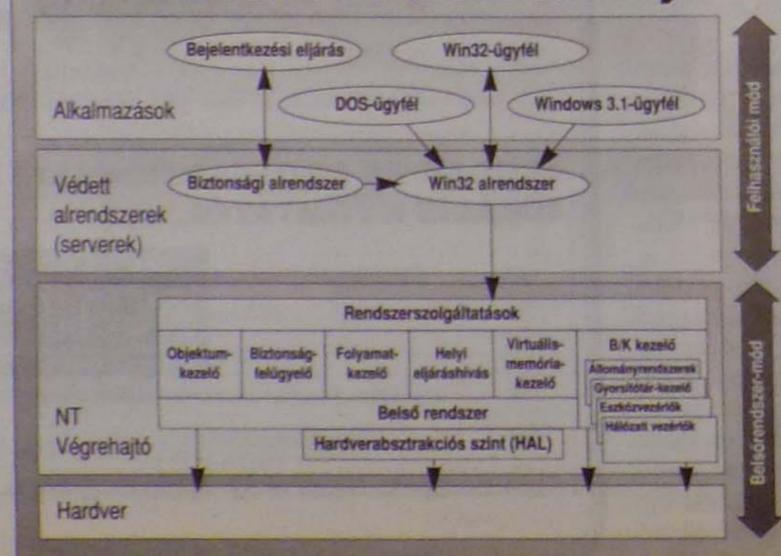 Bejelentkezési eljárás
Win32-ügyfél
DOS-ügyfél
Windows 3.1-ügyfél
Alkalmazások
Felhasználói mód
Védett
alrendszerek
(serverek)
Biztonsági alrendszer
Win32 alrendszer
Rendszerszolgáltatások
Objektum-
kezelő
Biztonság-
felügyelő
Folyamat-
kezelő
Helyi
eljáráshívás
Virtuális-
memória-
kezelő
B/K kezelő
Állományrendszerek
Gyorsítótár-kezelő
Eszközvezérlők
Hálózati vezérlők
Belső rendszer
Hardverabsztrakciós szint (HAL)
NT
Végrehajtó
Belsőrendszer-mód
Hardver